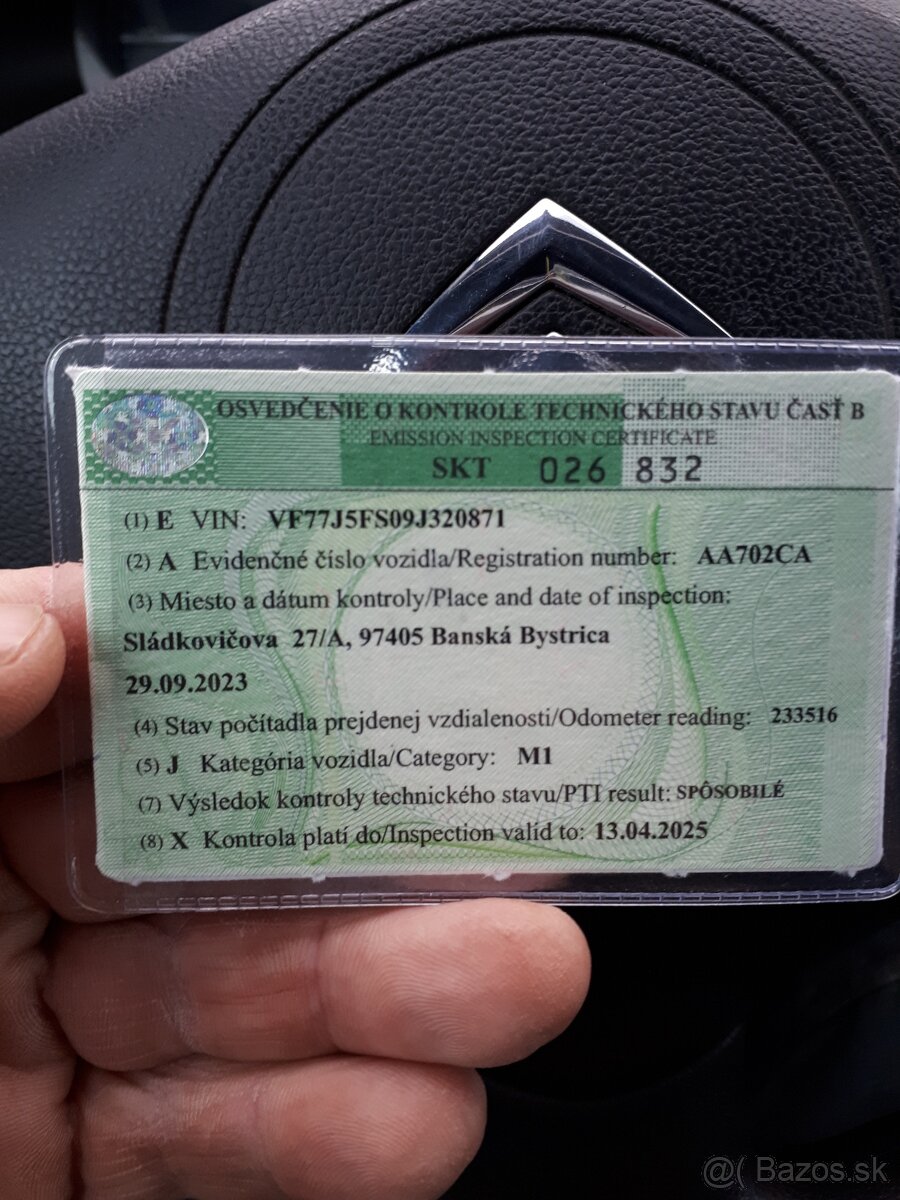 OSVEDČENIE O KONTROLE TECHNICKÉHO STAVU ČASŤ B
EMISSION INSPECTION CERTIFICATE
SKT 026 832
(1) E VIN: VF77J5FS09J320871
(2) A Evidenčné číslo vozidla/Registration number: AA702CA
(3) Miesto a dátum kontroly/Place and date of inspection:
Sládkovičova 27/A, 97405 Banská Bystrica
29.09.2023
(4) Stav počítadla prejdenej vzdialenosti/Odometer reading: 233516
(5) J Kategória vozidla/Category: M1
(7) Výsledok kontroly technického stavu/PTI result: SPÔSOBILÉ
(8) X Kontrola platí do/Inspection valid to: 13.04.2025
@( Bazos.sk